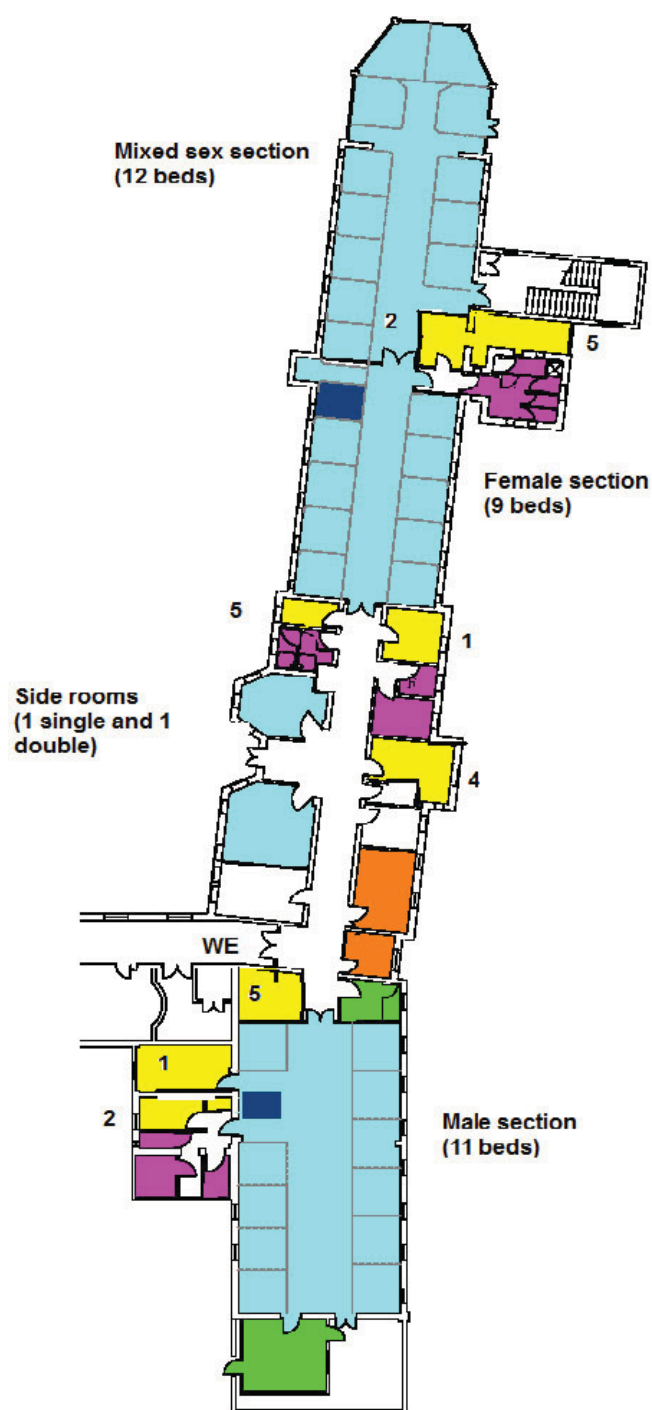 Mixed sex section
(12 beds)
2
5
Female section
(9 beds)
5
1
Side rooms
(1 single and 1
double)
4
WE
5
1
2
Male section
(11 beds)